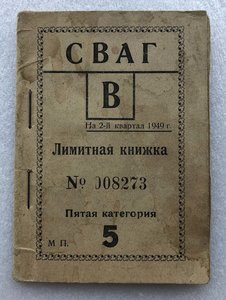 СВАГ
В
На 2-й квартал 1949 г.
Лимитная книжка
№ 008273
Пятая категория
5
М П.